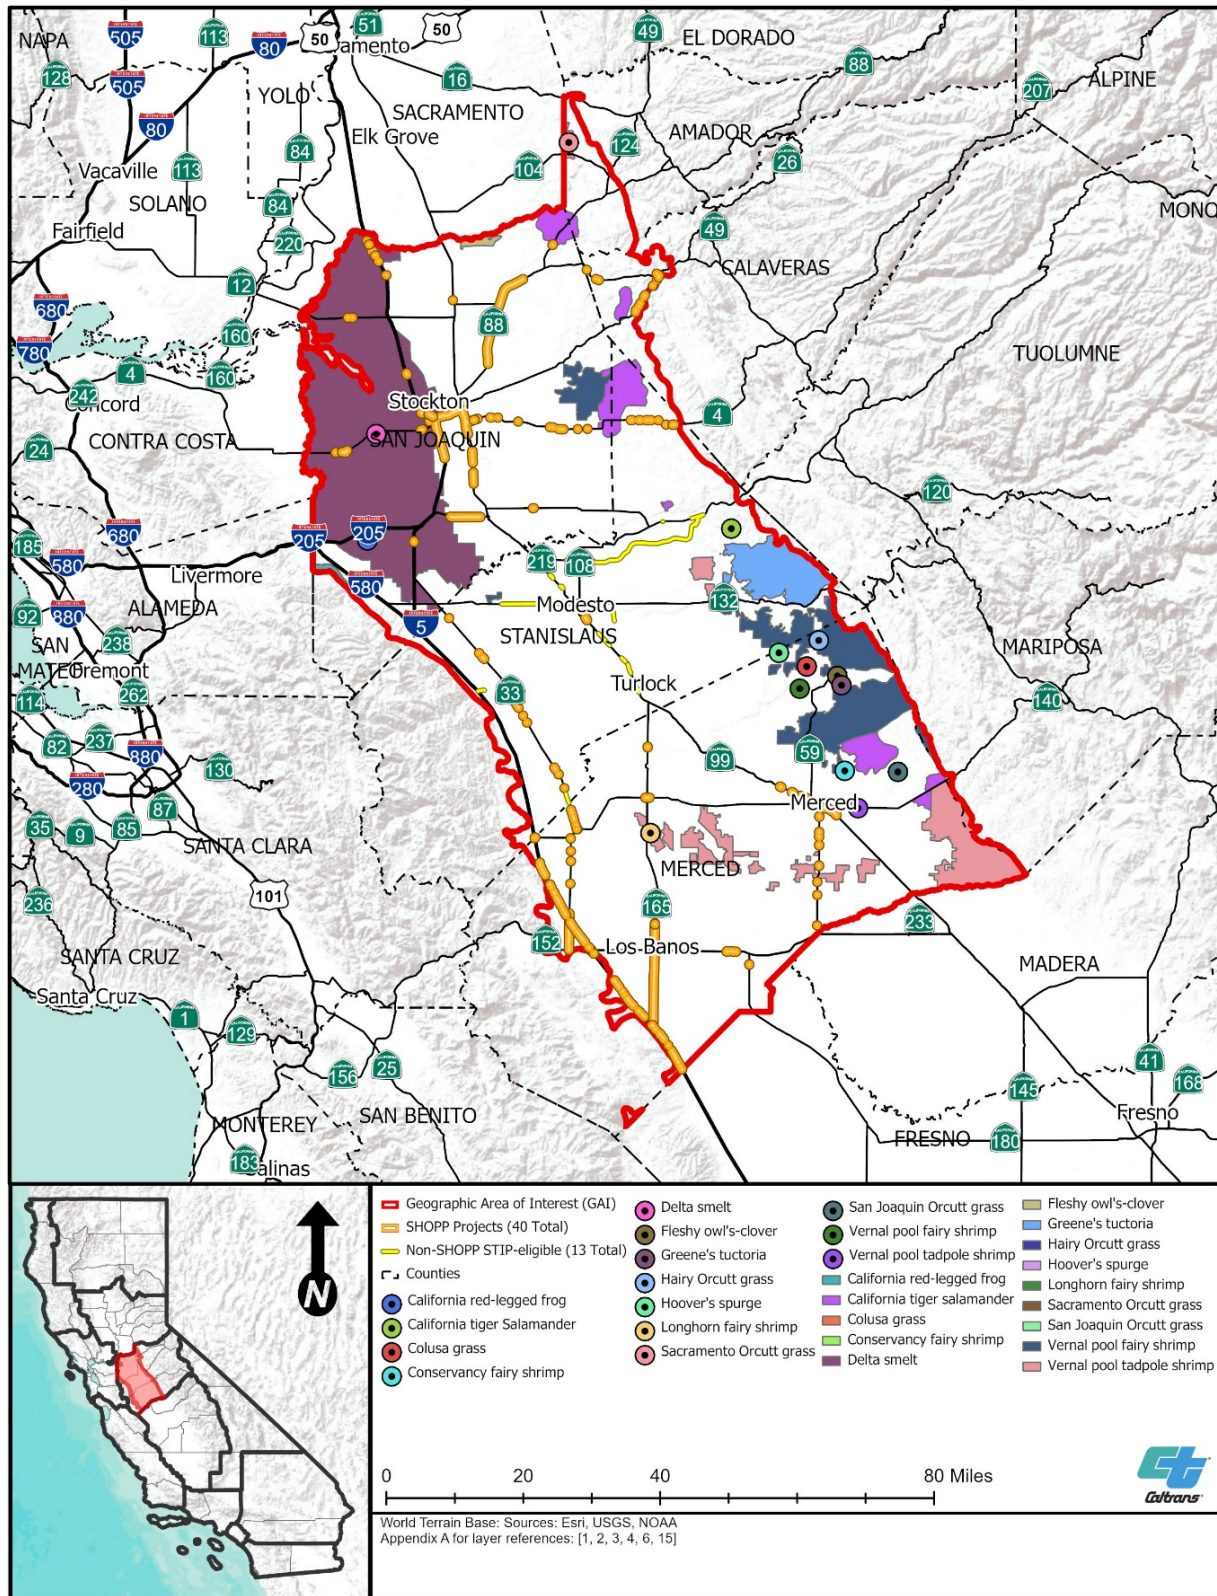 51
50
50
49
EL DORADO
NAPA
505
113
80
amento
88
ALPINE
128
505
16
207
YOLO
SACRAMENTO
80
Elk Grove
AMADOR
124
84
26
Vacaville
113
104
SOLANO
84
MONO
Fairfield
220
49
12
CALAVERAS
680
160
88
780
4
160
TUOLUMNE
242
Concord
Stockton
4
CONTRA COSTA
SAN JOAQUIN
24
120
680
205
205
185
580
219
108
Livermore
580
132
92
880
ALAMEDA
5
Modesto
SAN
MATEO
238
STANISLAUS
MARIPOSA
Fremont
262
Turlock
114
33
140
82
237
880
59
99
130
280
87
Merced
35
9
85
SANTA CLARA
MERCED
236
101
165
233
152
Los Banos
SANTA CRUZ
MADERA
Santa Cruz
1
129
41
156
25
145
168
MONTEREY
SAN BENITO
Fresno
FRESNO
180
183
alinas
Geographic Area of Interest (GAI)
SHOPP Projects (40 Total)
Non-SHOPP STIP-eligible (13 Total)
Counties
California red-legged frog
California tiger Salamander
Colusa grass
Conservancy fairy shrimp
Delta smelt
Fleshy owl's-clover
Greene's tuctoria
Hairy Orcutt grass
Hoover's spurge
Longhorn fairy shrimp
Sacramento Orcutt grass
San Joaquin Orcutt grass
Vernal pool fairy shrimp
Vernal pool tadpole shrimp
California red-legged frog
California tiger salamander
Colusa grass
Conservancy fairy shrimp
Delta smelt
Fleshy owl's-clover
Greene's tuctoria
Hairy Orcutt grass
Hoover's spurge
Longhorn fairy shrimp
Sacramento Orcutt grass
San Joaquin Orcutt grass
Vernal pool fairy shrimp
Vernal pool tadpole shrimp
N
0 20 40 80 Miles
Caltrans
World Terrain Base: Sources: Esri, USGS, NOAA
Appendix A for layer references: [1, 2, 3, 4, 6, 15]